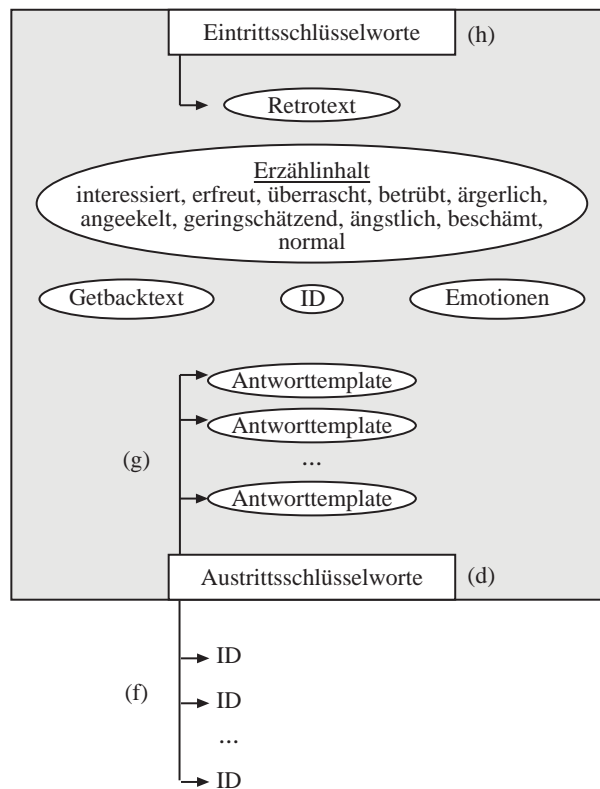 Eintrittsschlüsselworte (h)
Retrotext
Erzählinhalt
interessiert, erfreut, überrascht, betrübt, ärgerlich,
angeekelt, geringschätzend, ängstlich, beschämt,
normal
Getbacktext ID Emotionen
Antworttemplate
Antworttemplate
(g)
...
Antworttemplate
Austrittsschlüsselworte (d)
ID
(f)
ID
...
ID